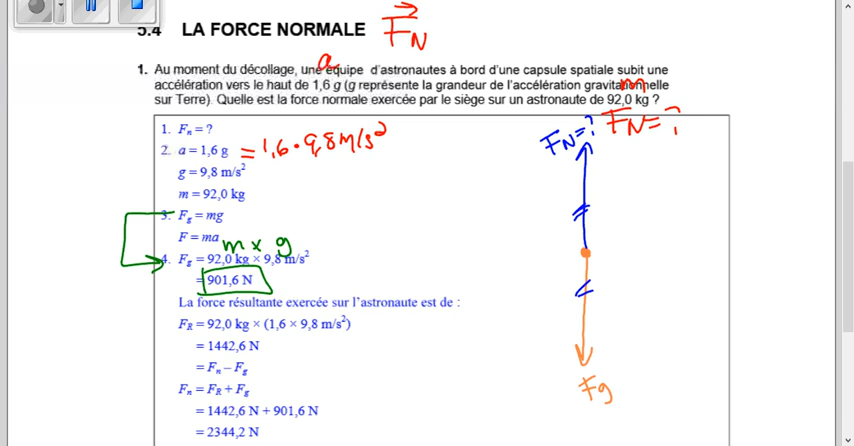 5.4 LA FORCE NORMALE F⃗N
1. Au moment du décollage, une équipe d'astronautes à bord d'une capsule spatiale subit une
a
accélération vers le haut de 1,6 g (g représente la grandeur de l'accélération gravitationnelle
m
sur Terre). Quelle est la force normale exercée par le siège sur un astronaute de 92,0 kg ?
FN=? FN=?
1. Fn = ?
2. a = 1,6 g = 1,6 • 9,8 m/s²
g = 9,8 m/s²
m = 92,0 kg
3. Fg = mg
F = ma
m × g
4. Fg = 92,0 kg × 9,8 m/s²
= 901,6 N
La force résultante exercée sur l'astronaute est de :
FR = 92,0 kg × (1,6 × 9,8 m/s²)
= 1442,6 N
= Fn – Fg
Fg
Fn = FR + Fg
= 1442,6 N + 901,6 N
= 2344,2 N